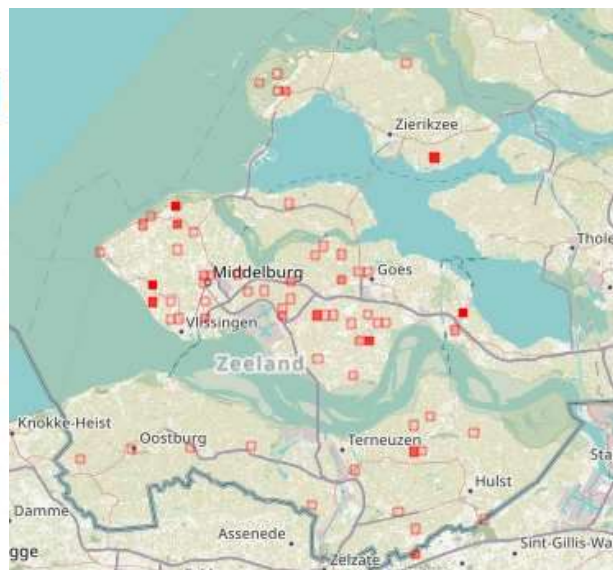 Zierikzee
Thole
Middelburg
Goes
Vlissingen
Zeeland
Knokke-Heist
Oostburg
Terneuzen
Sta
Hulst
Damme
Assenede
gge
Zelzate
Sint-Gillis-Wa